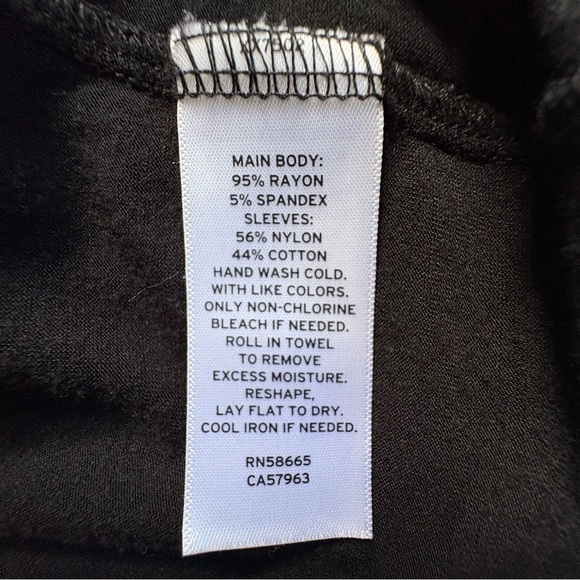 MAIN BODY:
95% RAYON
5% SPANDEX
SLEEVES:
56% NYLON
44% COTTON
HAND WASH COLD.
WITH LIKE COLORS.
ONLY NON-CHLORINE
BLEACH IF NEEDED.
ROLL IN TOWEL
TO REMOVE
EXCESS MOISTURE.
RESHAPE,
LAY FLAT TO DRY.
COOL IRON IF NEEDED.
RN58665
CA57963